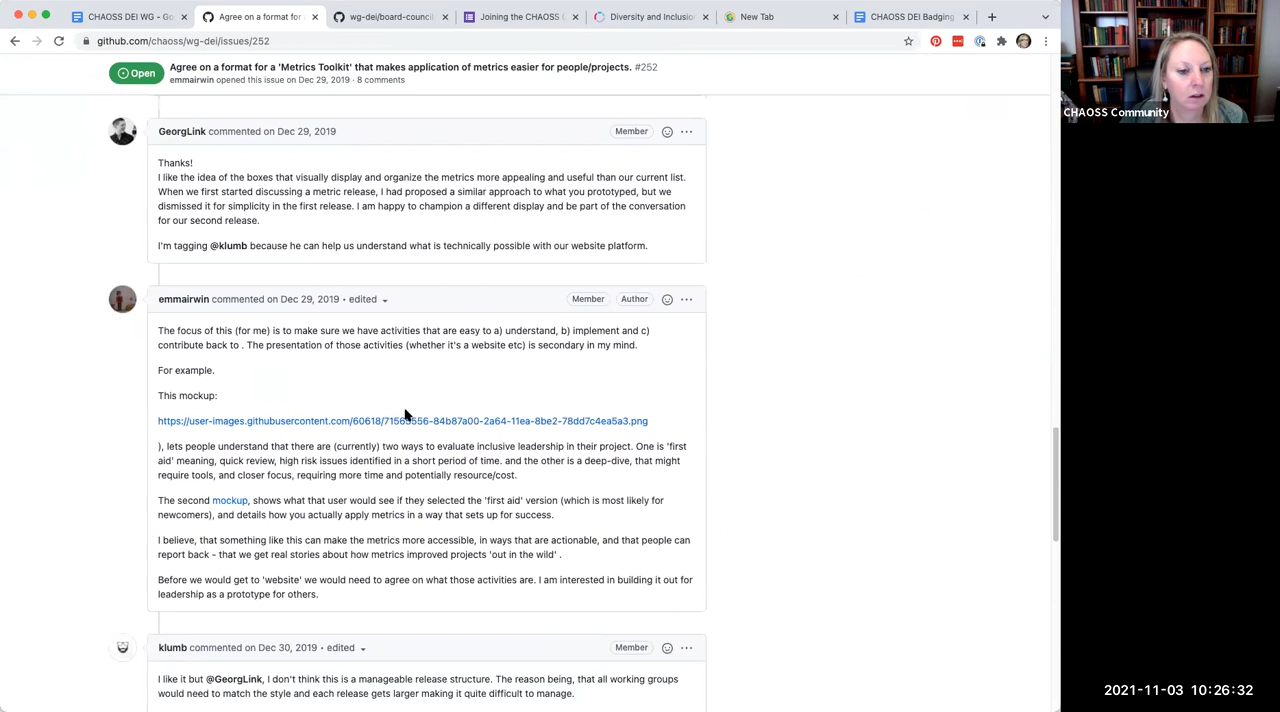 CHAOSS DEI WG - Go
Agree on a format for
wg-dei/board-council
Joining the CHAOSS C
Diversity and Inclusio
New Tab
CHAOSS DEI Badging
github.com/chaoss/wg-dei/issues/252
Open
Agree on a format for a 'Metrics Toolkit' that makes application of metrics easier for people/projects. #252
emmairwin opened this issue on Dec 29, 2019 · 8 comments
CHAOSS Community
GeorgLink commented on Dec 29, 2019
Member
Thanks!
I like the idea of the boxes that visually display and organize the metrics more appealing and useful than our current list.
When we first started discussing a metric release, I had proposed a similar approach to what you prototyped, but we
dismissed it for simplicity in the first release. I am happy to champion a different display and be part of the conversation
for our second release.
I'm tagging @klumb because he can help us understand what is technically possible with our website platform.
emmairwin commented on Dec 29, 2019 • edited
Member
Author
The focus of this (for me) is to make sure we have activities that are easy to a) understand, b) implement and c)
contribute back to . The presentation of those activities (whether it's a website etc) is secondary in my mind.
For example.
This mockup:
), lets people understand that there are (currently) two ways to evaluate inclusive leadership in their project. One is 'first
aid' meaning, quick review, high risk issues identified in a short period of time. and the other is a deep-dive, that might
require tools, and closer focus, requiring more time and potentially resource/cost.
The second mockup, shows what that user would see if they selected the 'first aid' version (which is most likely for
newcomers), and details how you actually apply metrics in a way that sets up for success.
I believe, that something like this can make the metrics more accessible, in ways that are actionable, and that people can
report back - that we get real stories about how metrics improved projects 'out in the wild' .
Before we would get to 'website' we would need to agree on what those activities are. I am interested in building it out for
leadership as a prototype for others.
klumb commented on Dec 30, 2019 • edited
Member
I like it but @GeorgLink, I don't think this is a manageable release structure. The reason being, that all working groups
would need to match the style and each release gets larger making it quite difficult to manage.
2021-11-03 10:26:32